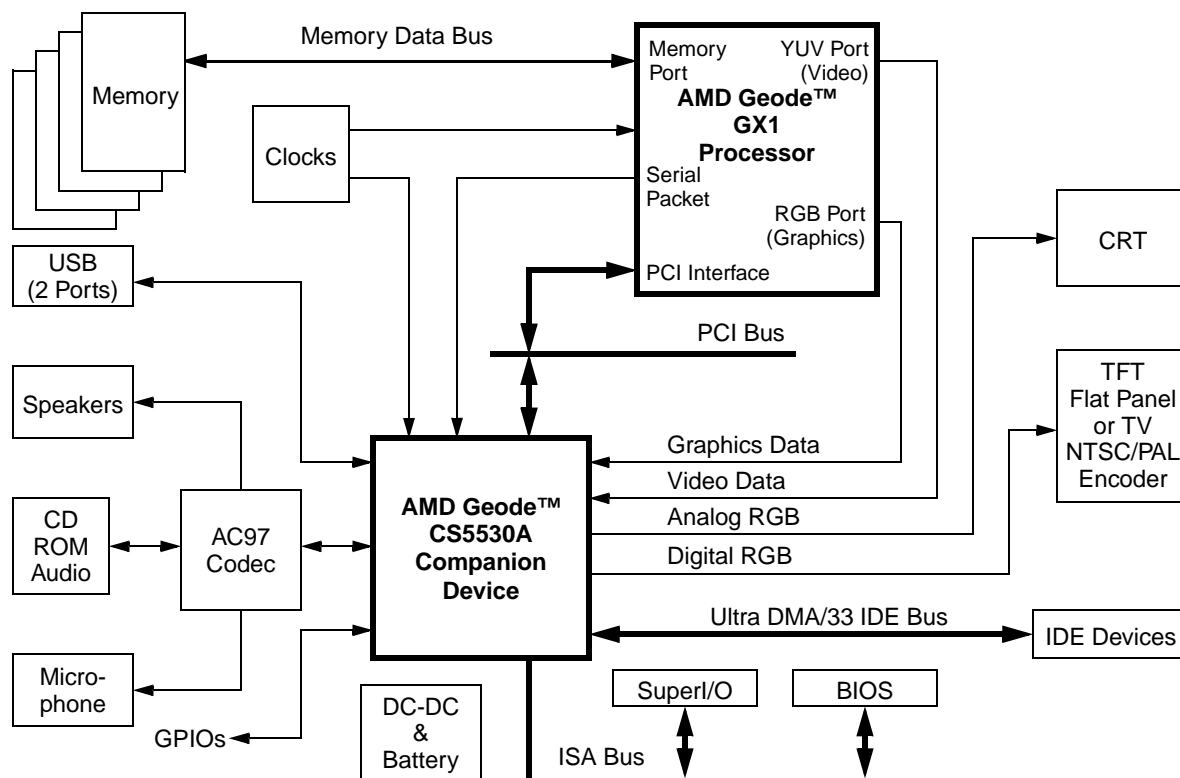 Memory Data Bus
Memory
Port
YUV Port
(Video)
AMD Geode™
GX1
Processor
Memory
Clocks
Serial
Packet
RGB Port
(Graphics)
PCI Interface
CRT
USB
(2 Ports)
PCI Bus
TFT
Flat Panel
or TV
NTSC/PAL
Encoder
Speakers
Graphics Data
Video Data
Analog RGB
Digital RGB
AMD Geode™
CS5530A
Companion
Device
CD
ROM
Audio
AC97
Codec
Ultra DMA/33 IDE Bus
IDE Devices
Micro-
phone
GPIOs
DC-DC
&
Battery
SuperI/O
BIOS
ISA Bus